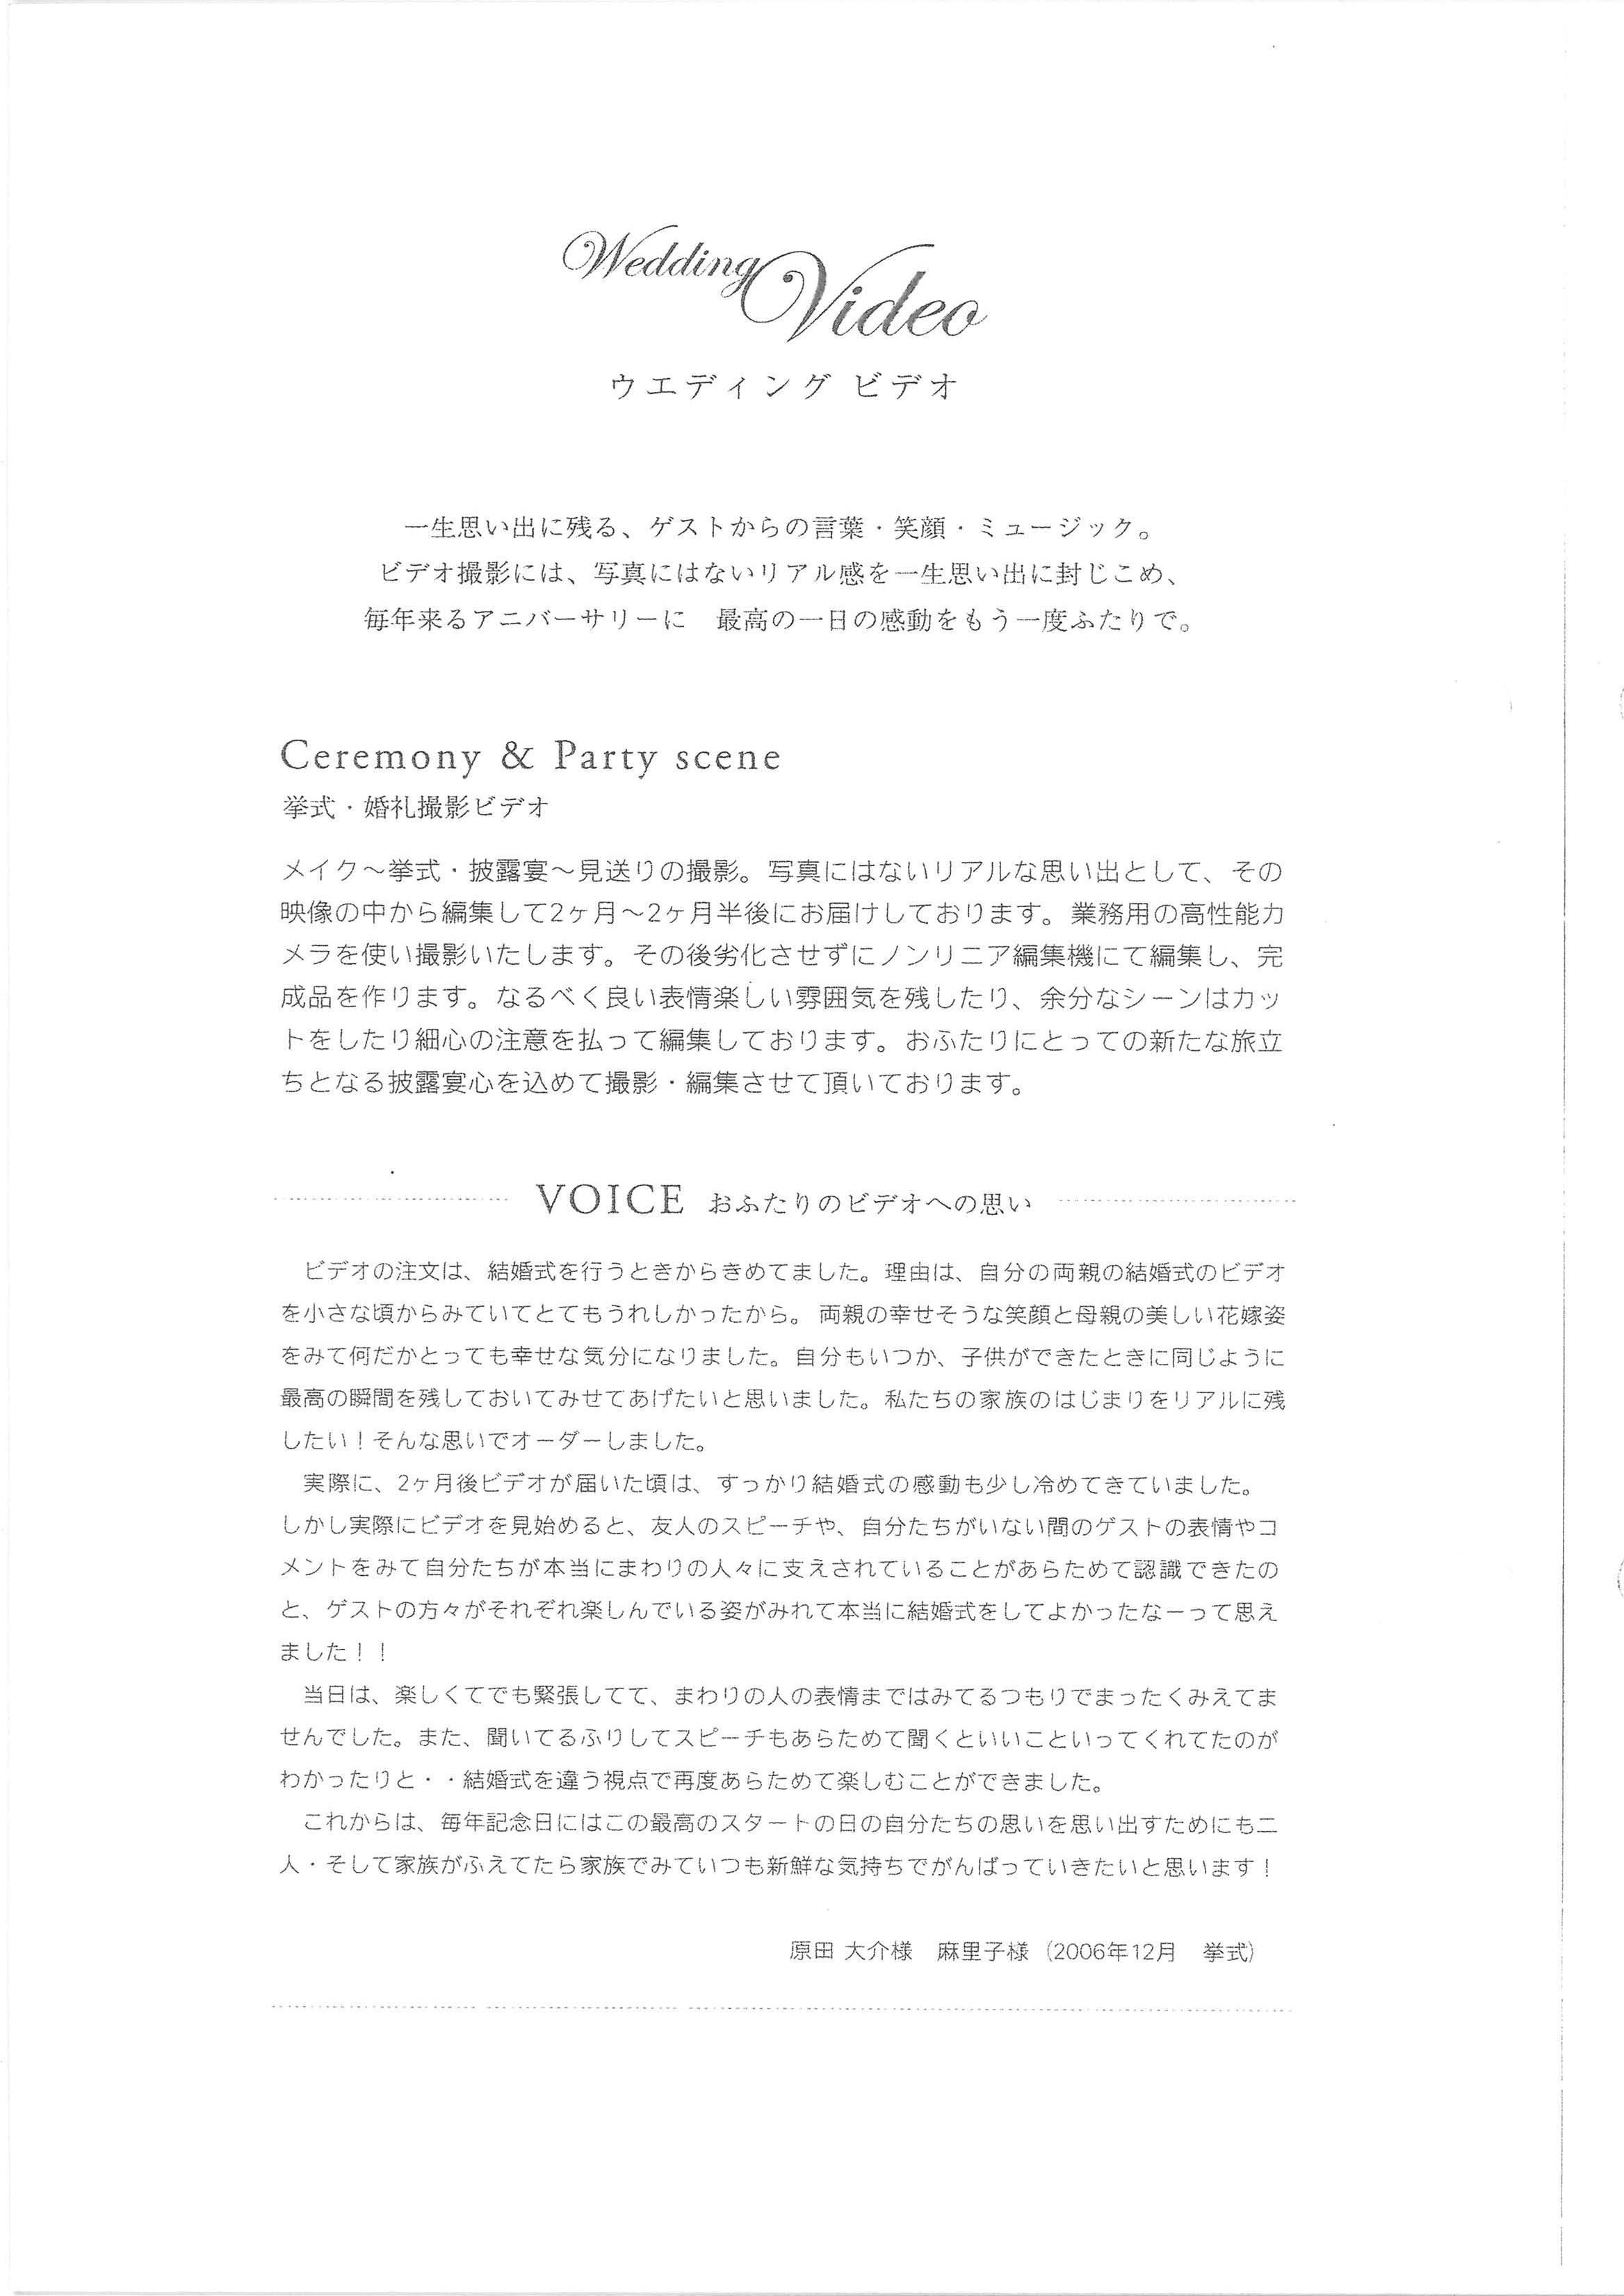 Wedding Video
ウエディング ビデオ
一生思い出に残る、ゲストからの言葉・笑顔・ミュージック。
ビデオ撮影には、写真にはないリアル感を一生思い出に封じこめ、
毎年来るアニバーサリーに　最高の一日の感動をもう一度ふたりで。
Ceremony & Party scene
挙式・婚礼撮影ビデオ
メイク～挙式・披露宴～見送りの撮影。写真にはないリアルな思い出として、その
映像の中から編集して2ヶ月～2ヶ月半後にお届けしております。業務用の高性能カ
メラを使い撮影いたします。その後劣化させずにノンリニア編集機にて編集し、完
成品を作ります。なるべく良い表情楽しい雰囲気を残したり、余分なシーンはカッ
トをしたり細心の注意を払って編集しております。おふたりにとっての新たな旅立
ちとなる披露宴心を込めて撮影・編集させて頂いております。
VOICE おふたりのビデオへの思い
ビデオの注文は、結婚式を行うときからきめてました。理由は、自分の両親の結婚式のビデオ
を小さな頃からみていてとてもうれしかったから。両親の幸せそうな笑顔と母親の美しい花嫁姿
をみて何だかとっても幸せな気分になりました。自分もいつか、子供ができたときに同じように
最高の瞬間を残しておいてみせてあげたいと思いました。私たちの家族のはじまりをリアルに残
したい！そんな思いでオーダーしました。
実際に、2ヶ月後ビデオが届いた頃は、すっかり結婚式の感動も少し冷めてきていました。
しかし実際にビデオを見始めると、友人のスピーチや、自分たちがいない間のゲストの表情やコ
メントをみて自分たちが本当にまわりの人々に支えされていることがあらためて認識できたの
と、ゲストの方々がそれぞれ楽しんでいる姿がみれて本当に結婚式をしてよかったなーって思え
ました！！
当日は、楽しくてでも緊張してて、まわりの人の表情まではみてるつもりでまったくみえてま
せんでした。また、聞いてるふりしてスピーチもあらためて聞くといいこといってくれてたのが
わかったりと・・結婚式を違う視点で再度あらためて楽しむことができました。
これからは、毎年記念日にはこの最高のスタートの日の自分たちの思いを思い出すためにも二
人・そして家族がふえてたら家族でみていつも新鮮な気持ちでがんばっていきたいと思います！
原田 大介様　麻里子様（2006年12月　挙式）